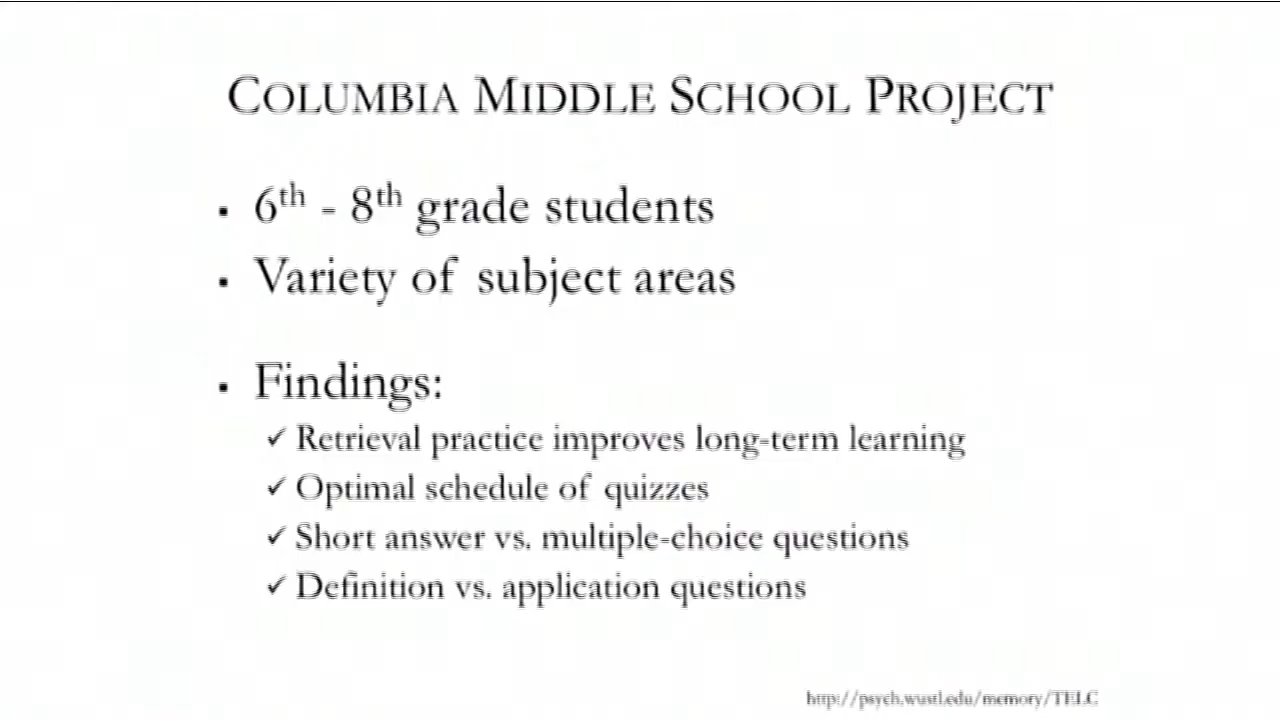 COLUMBIA MIDDLE SCHOOL PROJECT
▪ 6th - 8th grade students
▪ Variety of subject areas
▪ Findings:
✓ Retrieval practice improves long-term learning
✓ Optimal schedule of quizzes
✓ Short answer vs. multiple-choice questions
✓ Definition vs. application questions
http://psych.wustl.edu/memory/TELC